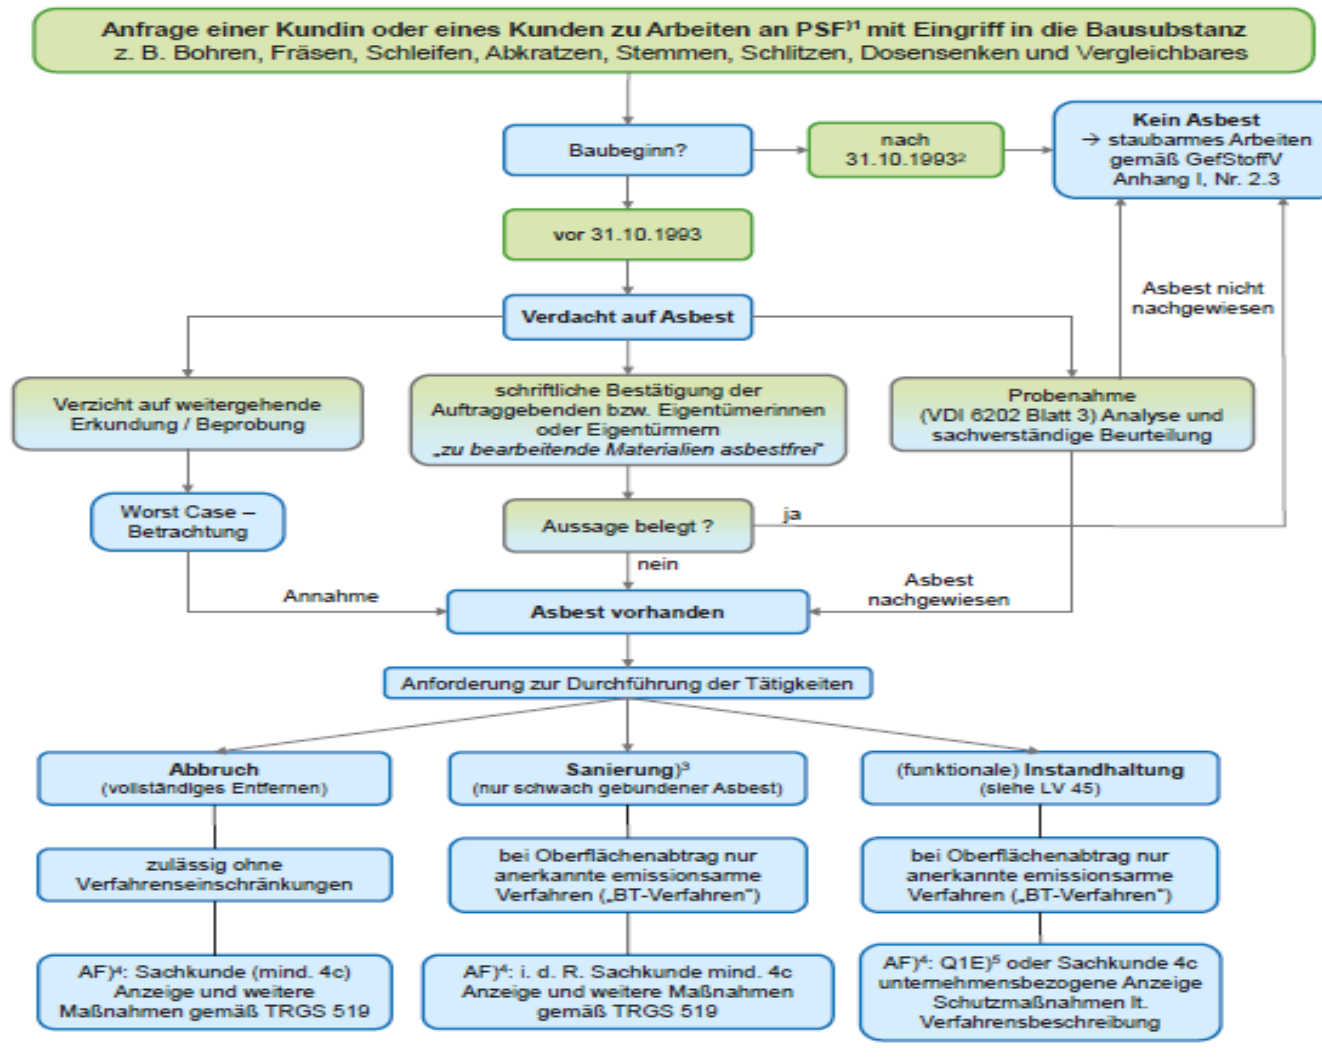 Anfrage einer Kundin oder eines Kunden zu Arbeiten an PSF)¹ mit Eingriff in die Bausubstanz
z. B. Bohren, Fräsen, Schleifen, Abkratzen, Stemmen, Schlitzen, Dosensenken und Vergleichbares
Baubeginn?
nach
31.10.1993²
Kein Asbest
→ staubarmes Arbeiten
gemäß GefStoffV
Anhang I, Nr. 2.3
vor 31.10.1993
Verdacht auf Asbest
Asbest nicht
nachgewiesen
Verzicht auf weitergehende
Erkundung / Beprobung
schriftliche Bestätigung der
Auftraggebenden bzw. Eigentümerinnen
oder Eigentürmern
„zu bearbeitende Materialien asbestfrei“
Probenahme
(VDI 6202 Blatt 3) Analyse und
sachverständige Beurteilung
Worst Case –
Betrachtung
Aussage belegt ?
ja
nein
Annahme
Asbest
nachgewiesen
Asbest vorhanden
Anforderung zur Durchführung der Tätigkeiten
Abbruch
(vollständiges Entfernen)
Sanierung)³
(nur schwach gebundener Asbest)
(funktionale) Instandhaltung
(siehe LV 45)
zulässig ohne
Verfahrenseinschränkungen
bei Oberflächenabtrag nur
anerkannte emissionsarme
Verfahren („BT-Verfahren“)
bei Oberflächenabtrag nur
anerkannte emissionsarme
Verfahren („BT-Verfahren“)
AF)⁴: Sachkunde (mind. 4c)
Anzeige und weitere
Maßnahmen gemäß TRGS 519
AF)⁴: i. d. R. Sachkunde mind. 4c
Anzeige und weitere Maßnahmen
gemäß TRGS 519
AF)⁴: Q1E)⁵ oder Sachkunde 4c
unternehmensbezogene Anzeige
Schutzmaßnahmen lt.
Verfahrensbeschreibung